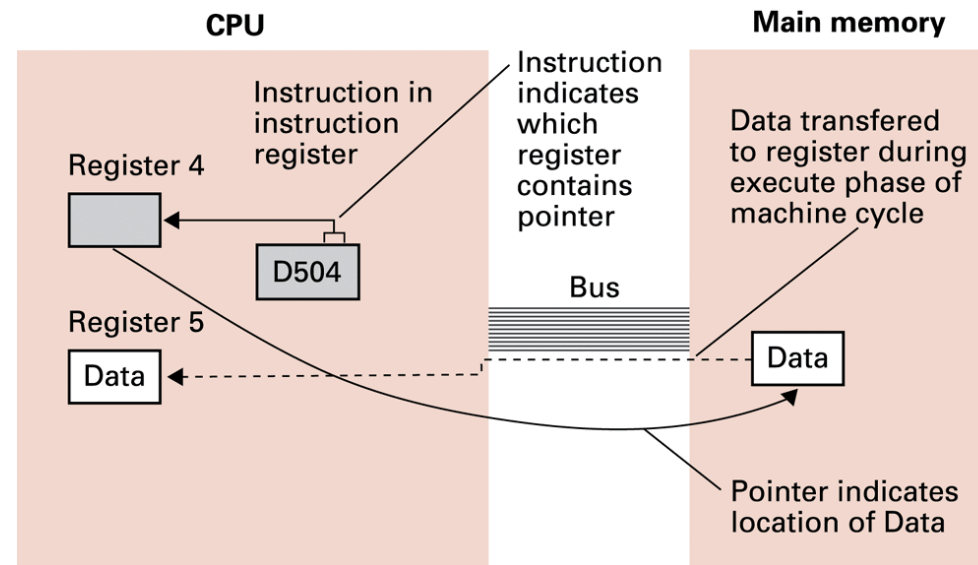 CPU
Main memory
Instruction in
instruction
register
Instruction
indicates
which
register
contains
pointer
Data transfered
to register during
execute phase of
machine cycle
Register 4
D504
Bus
Register 5
Data
Data
Pointer indicates
location of Data